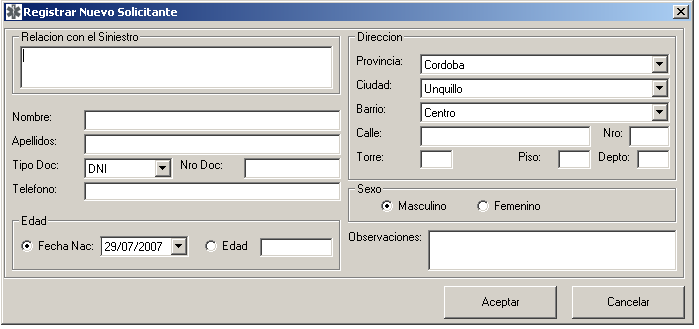 Registrar Nuevo Solicitante
Relacion con el Siniestro
Nombre:
Apellidos:
Tipo Doc: DNI Nro Doc:
Telefono:
Edad
Fecha Nac: 29/07/2007 Edad
Direccion
Provincia: Cordoba
Ciudad: Unquillo
Barrio: Centro
Calle: Nro:
Torre: Piso: Depto:
Sexo
Masculino Femenino
Observaciones:
Aceptar Cancelar